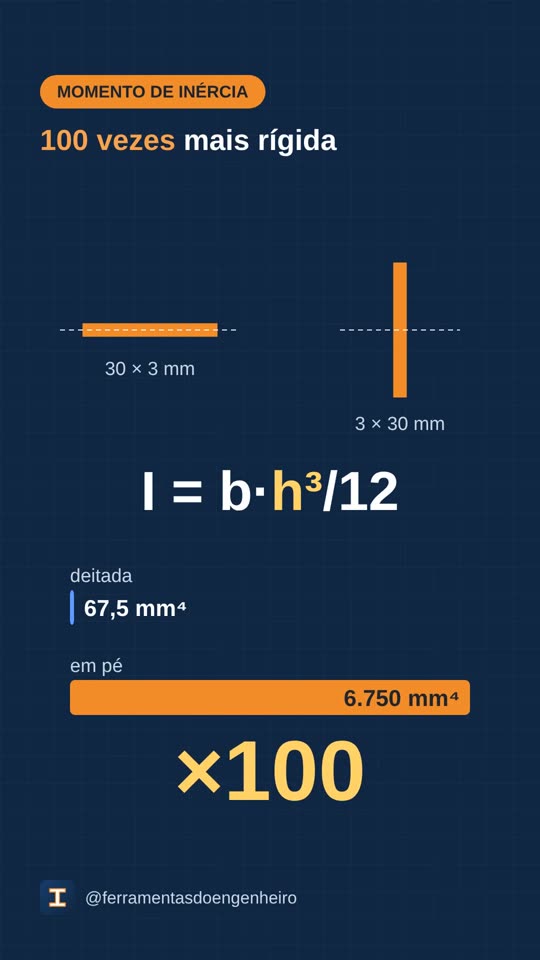 MOMENTO DE INÉRCIA
100 vezes mais rígida
30 × 3 mm
3 × 30 mm
I = b·h³/12
deitada
67,5 mm⁴
em pé
6.750 mm⁴
×100
I @ferramentasdoengenheiro